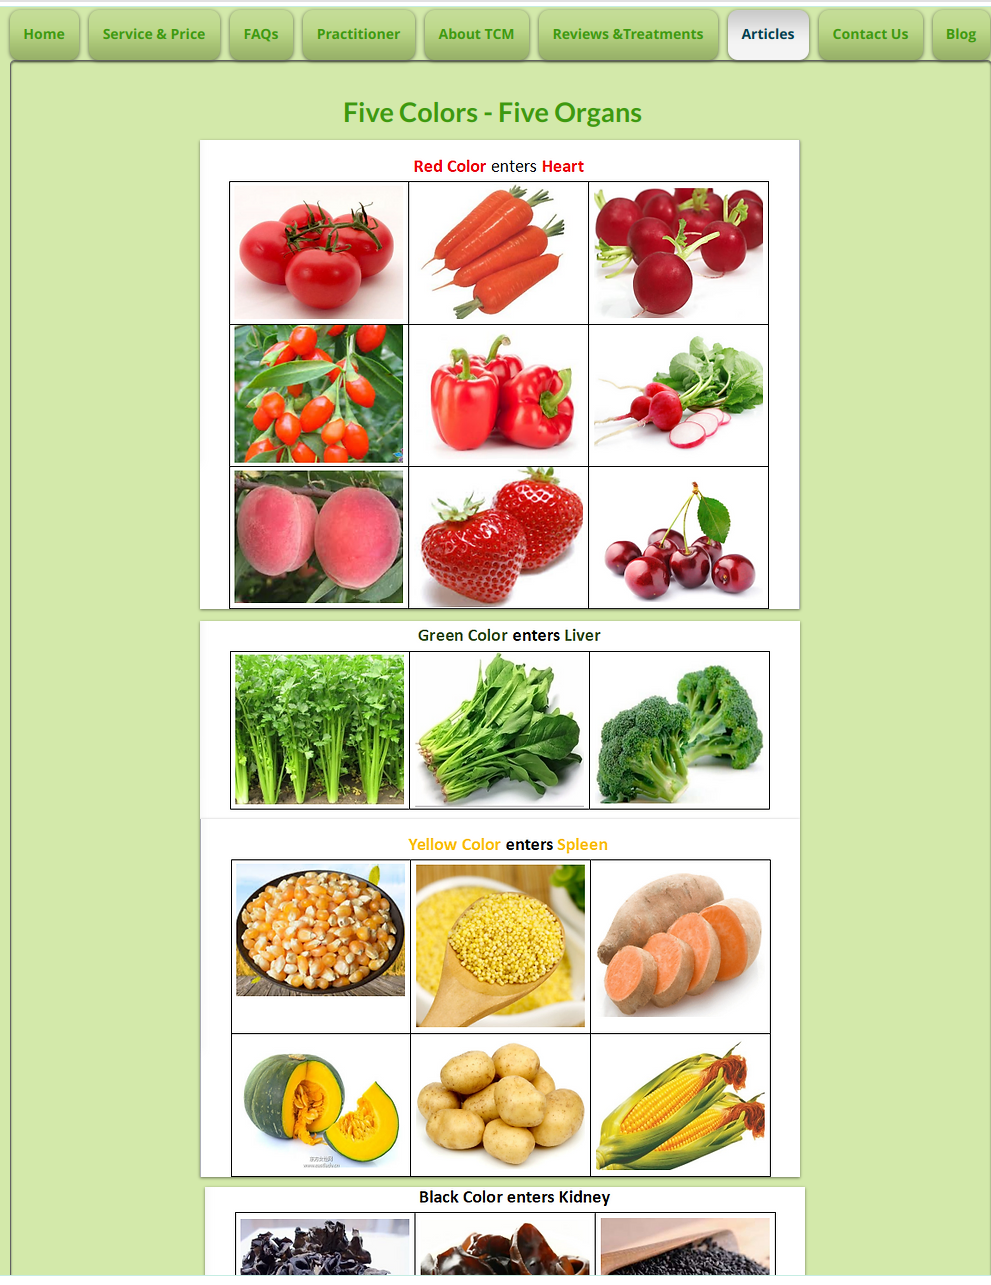 Home
Service & Price
FAQs
Practitioner
About TCM
Reviews &Treatments
Articles
Contact Us
Blog
Five Colors - Five Organs
Red Color enters Heart
Green Color enters Liver
Yellow Color enters Spleen
Black Color enters Kidney